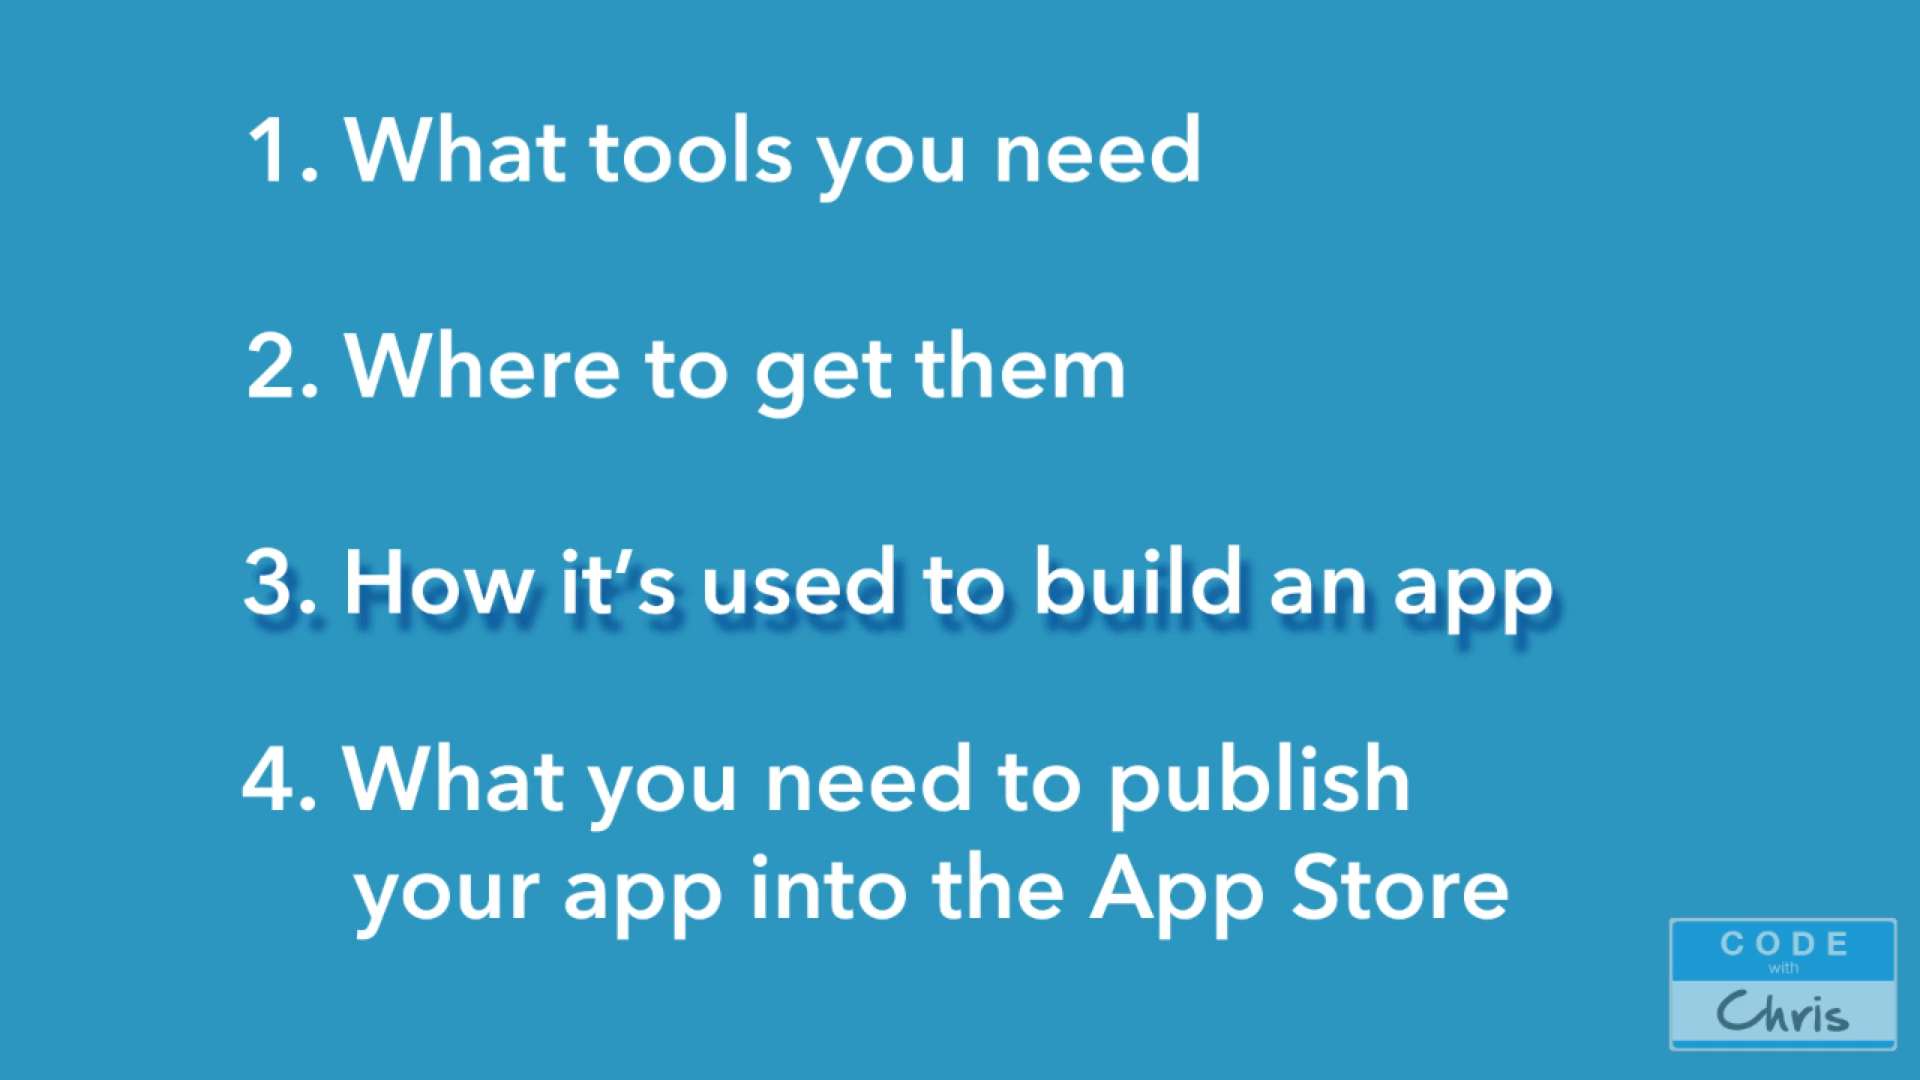 1. What tools you need
2. Where to get them
3. How it’s used to build an app
4. What you need to publish
your app into the App Store
CODE
with
Chris